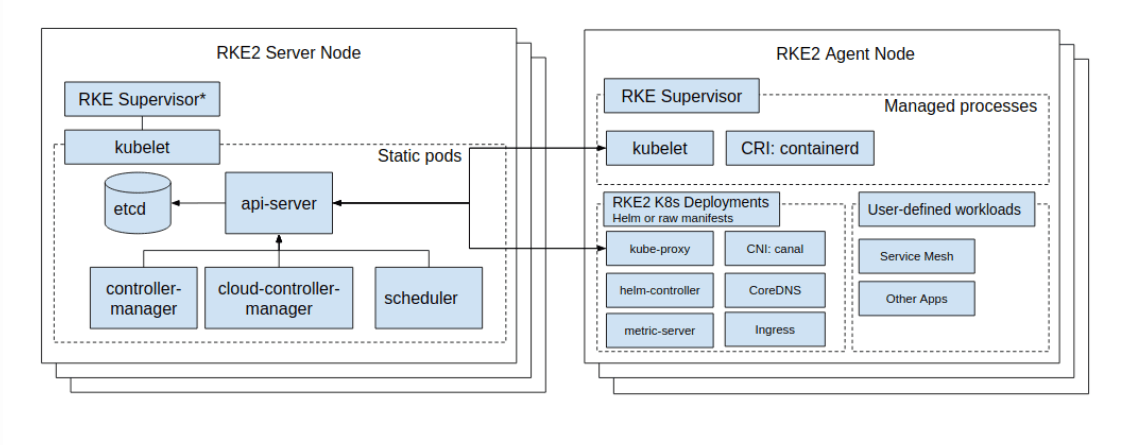 RKE2 Server Node
RKE Supervisor*
kubelet
Static pods
etcd
api-server
controller-
manager
cloud-controller-
manager
scheduler
RKE2 Agent Node
RKE Supervisor
Managed processes
kubelet
CRI: containerd
RKE2 K8s Deployments
Helm or raw manifests
kube-proxy
CNI: canal
helm-controller
CoreDNS
metric-server
Ingress
User-defined workloads
Service Mesh
Other Apps